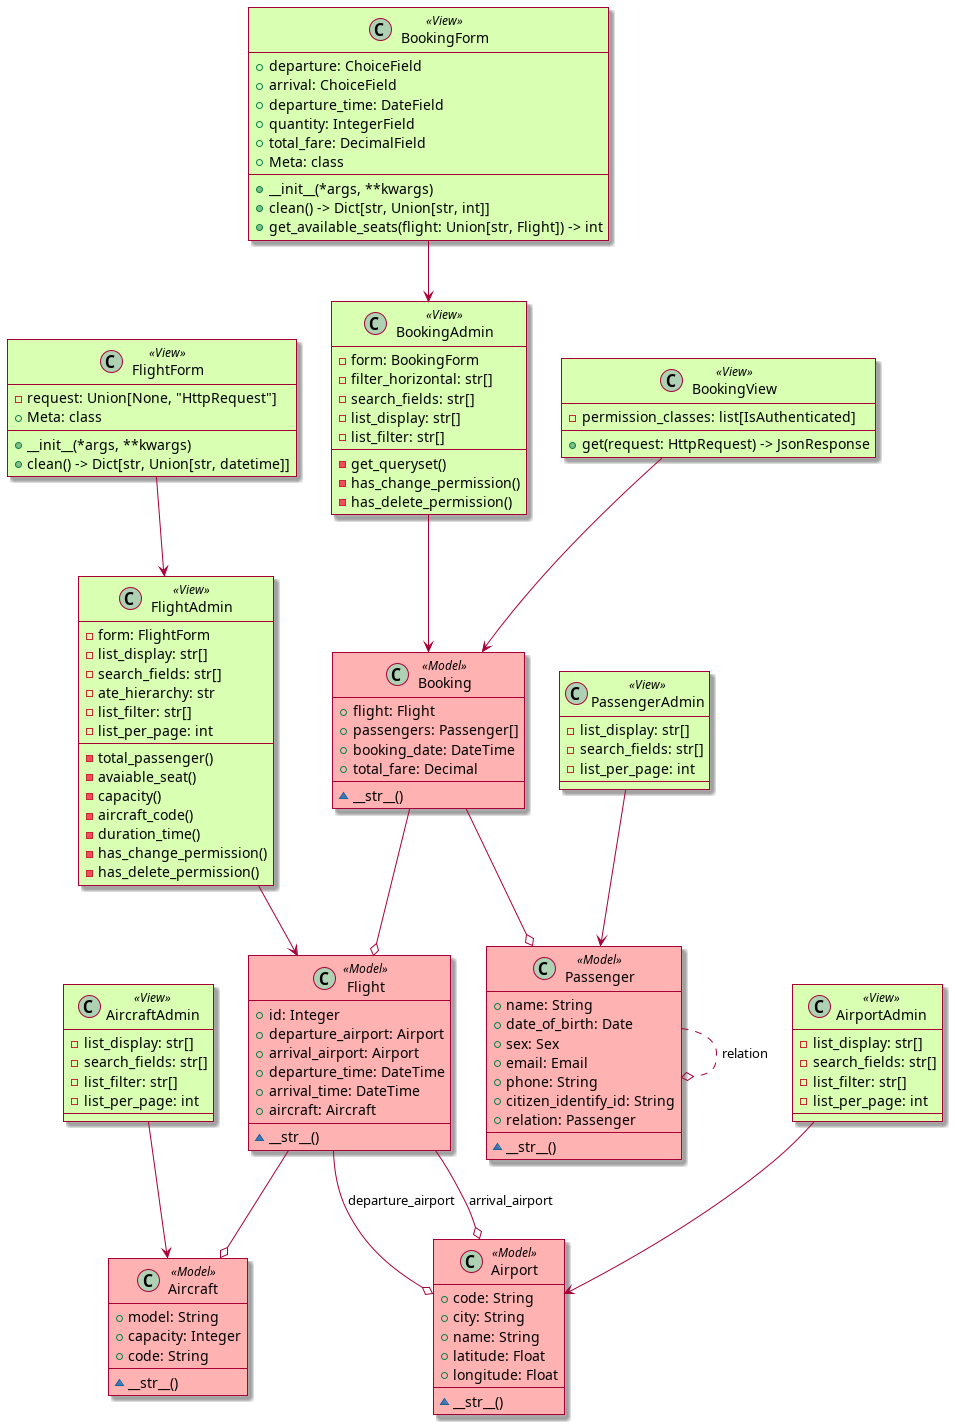 C
«View»
BookingForm
departure: ChoiceField
arrival: ChoiceField
departure_time: DateField
quantity: IntegerField
total_fare: DecimalField
Meta: class
__init__(*args, **kwargs)
clean() -> Dict[str, Union[str, int]]
get_available_seats(flight: Union[str, Flight]) -> int
C
«View»
BookingAdmin
form: BookingForm
filter_horizontal: str[]
search_fields: str[]
list_display: str[]
list_filter: str[]
get_queryset()
has_change_permission()
has_delete_permission()
C
«View»
FlightForm
request: Union[None, "HttpRequest"]
Meta: class
__init__(*args, **kwargs)
clean() -> Dict[str, Union[str, datetime]]
C
«View»
BookingView
permission_classes: list[IsAuthenticated]
get(request: HttpRequest) -> JsonResponse
C
«View»
FlightAdmin
form: FlightForm
list_display: str[]
search_fields: str[]
ate_hierarchy: str
list_filter: str[]
list_per_page: int
total_passenger()
avaiable_seat()
capacity()
aircraft_code()
duration_time()
has_change_permission()
has_delete_permission()
C
«Model»
Booking
flight: Flight
passengers: Passenger[]
booking_date: DateTime
total_fare: Decimal
__str__()
C
«View»
PassengerAdmin
list_display: str[]
search_fields: str[]
list_per_page: int
C
«View»
AircraftAdmin
list_display: str[]
search_fields: str[]
list_filter: str[]
list_per_page: int
C
«Model»
Flight
id: Integer
departure_airport: Airport
arrival_airport: Airport
departure_time: DateTime
arrival_time: DateTime
aircraft: Aircraft
__str__()
C
«Model»
Passenger
name: String
date_of_birth: Date
sex: Sex
email: Email
phone: String
citizen_identify_id: String
relation: Passenger
__str__()
relation
C
«View»
AirportAdmin
list_display: str[]
search_fields: str[]
list_filter: str[]
list_per_page: int
departure_airport
arrival_airport
C
«Model»
Aircraft
model: String
capacity: Integer
code: String
__str__()
C
«Model»
Airport
code: String
city: String
name: String
latitude: Float
longitude: Float
__str__()